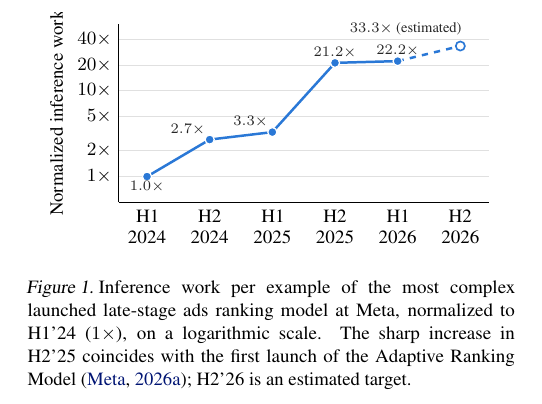 33.3× (estimated)
40×
21.2×
22.2×
20×
10×
5×
3.3×
2.7×
2×
1×
1.0×
Normalized inference work
H1 H2 H1 H2 H1 H2
2024 2024 2025 2025 2026 2026
Figure 1. Inference work per example of the most complex
launched late-stage ads ranking model at Meta, normalized to
H1’24 (1×), on a logarithmic scale. The sharp increase in
H2’25 coincides with the first launch of the Adaptive Ranking
Model (Meta, 2026a); H2’26 is an estimated target.